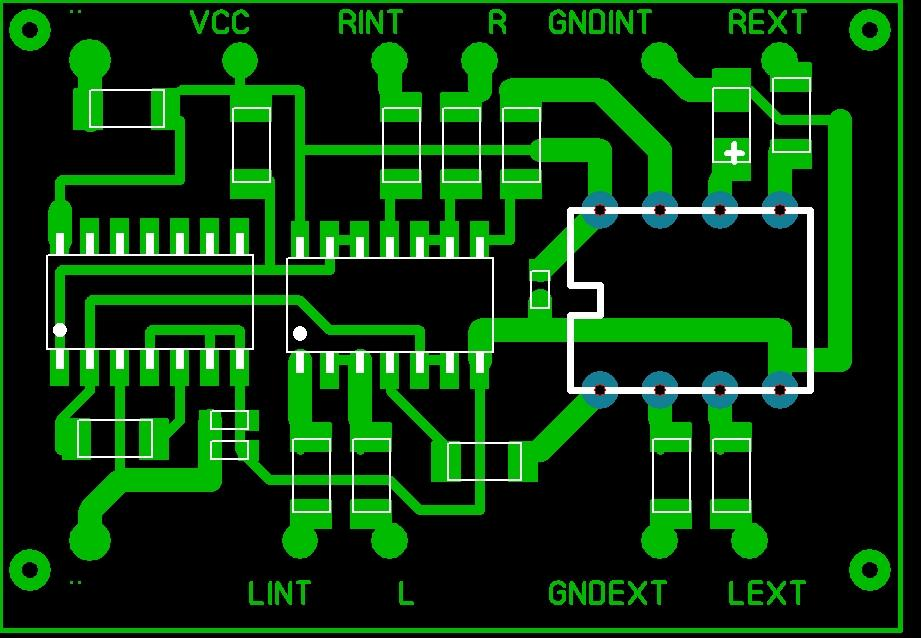 VCC RINT R GNDINT REXT
+
LINT L GNDEXT LEXT